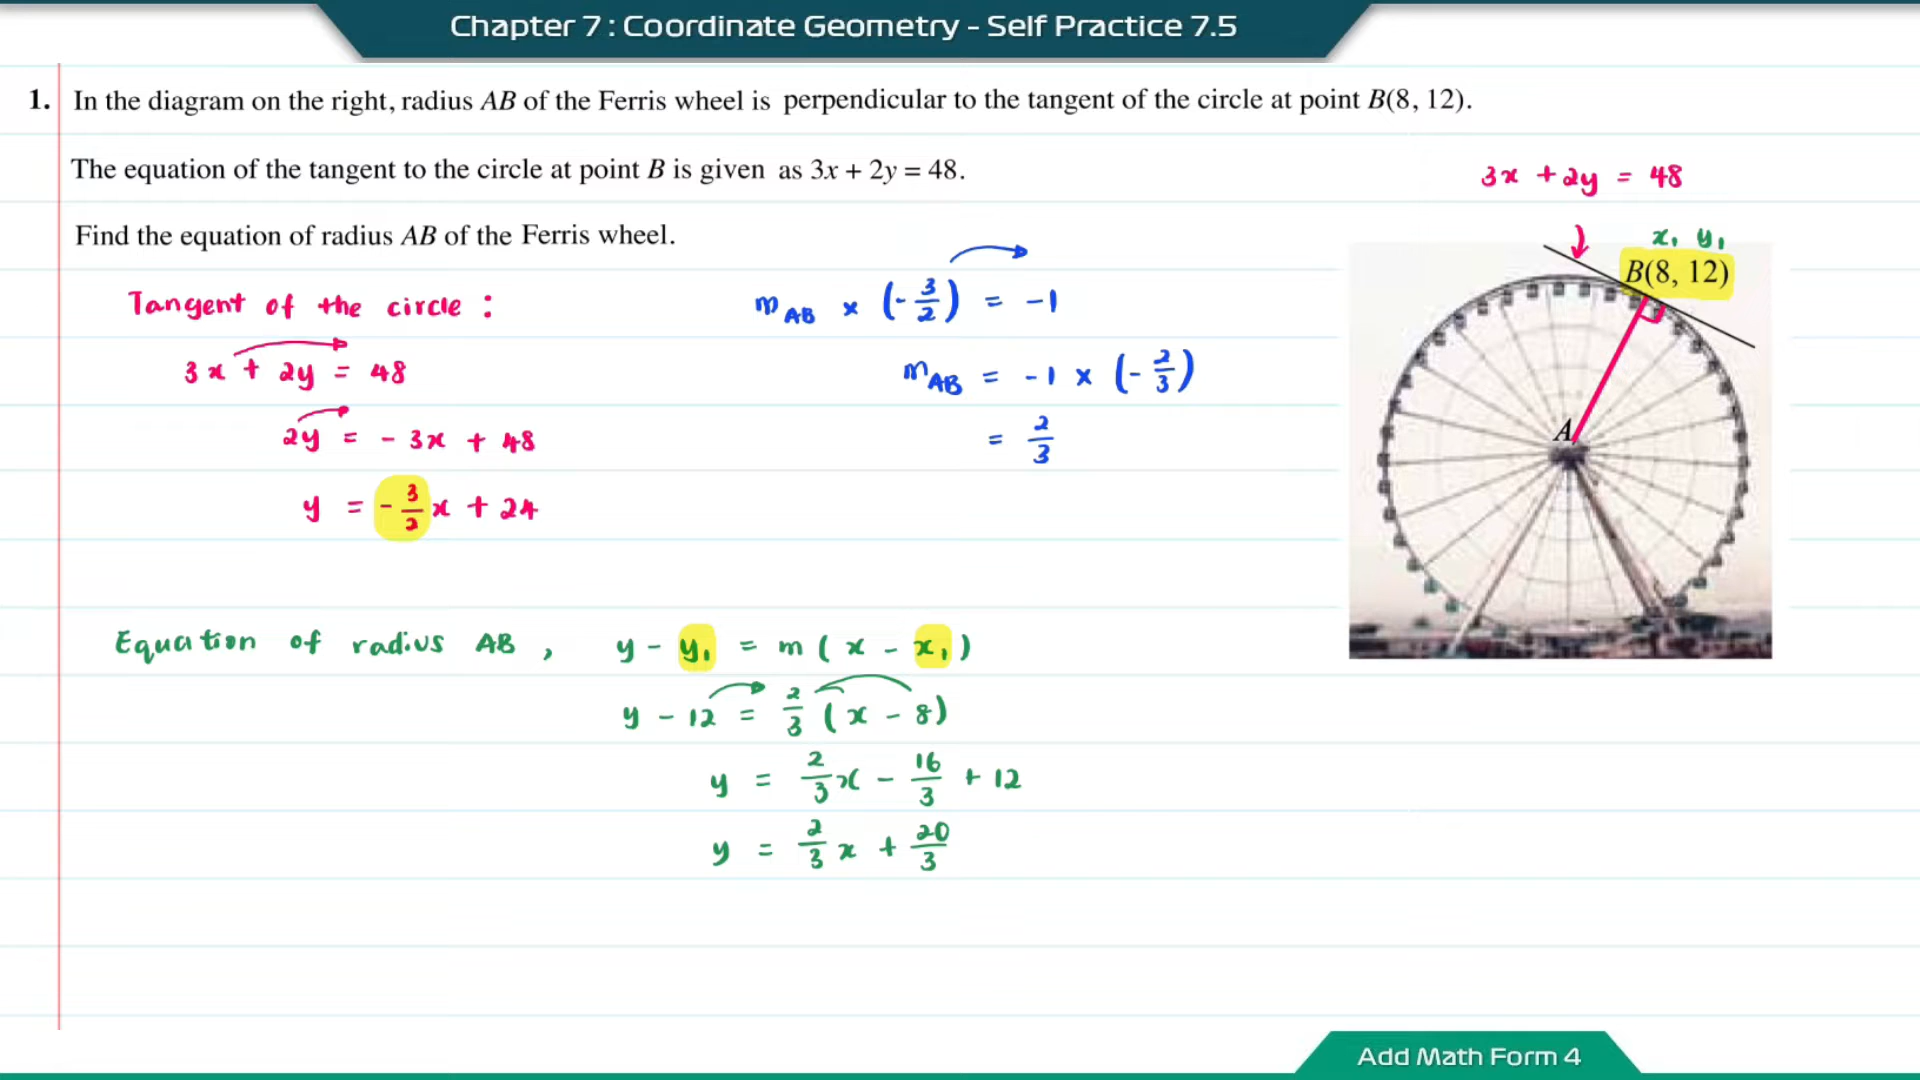 Chapter 7 : Coordinate Geometry - Self Practice 7.5
1. In the diagram on the right, radius AB of the Ferris wheel is perpendicular to the tangent of the circle at point B(8, 12).
The equation of the tangent to the circle at point B is given as 3x + 2y = 48.
Find the equation of radius AB of the Ferris wheel.
Tangent of the circle :
3x + 2y = 48
2y = - 3x + 48
y = - 3/2 x + 24
m AB × (- 3/2) = -1
m AB = -1 × (- 2/3)
= 2/3
3x + 2y = 48
x₁ y₁
B(8, 12)
A
Equation of radius AB , y - y₁ = m ( x - x₁ )
y - 12 = 2/3 ( x - 8)
y = 2/3 x - 16/3 + 12
y = 2/3 x + 20/3
Add Math Form 4